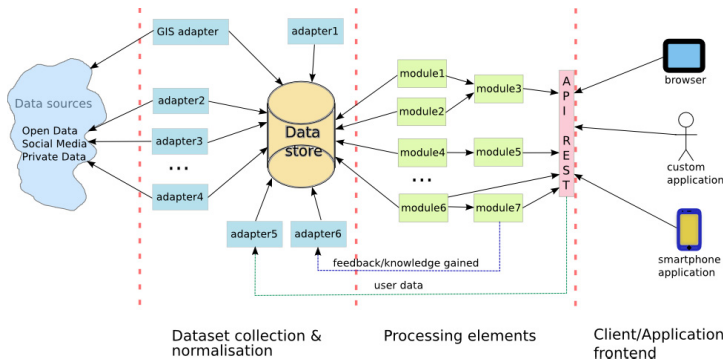 GIS adapter
adapter1
Data sources
Open Data
Social Media
Private Data
adapter2
adapter3
...
adapter4
Data
store
adapter5
adapter6
module1
module2
module3
module4
module5
...
module6
module7
API REST
browser
custom
application
smartphone
application
feedback/knowledge gained
user data
Dataset collection &
normalisation
Processing elements
Client/Application
frontend